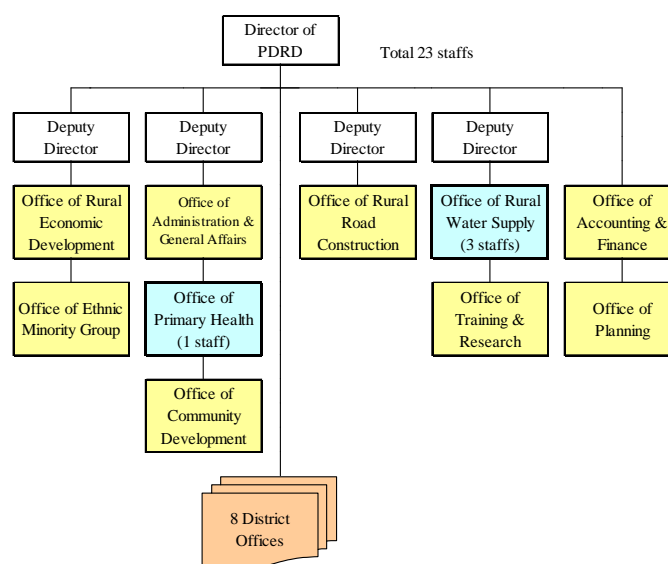 Director of
PDRD
Total 23 staffs
Deputy
Director
Deputy
Director
Deputy
Director
Deputy
Director
Office of Rural
Economic
Development
Office of
Administration &
General Affairs
Office of Rural
Road
Construction
Office of Rural
Water Supply
(3 staffs)
Office of
Accounting &
Finance
Office of Ethnic
Minority Group
Office of
Primary Health
(1 staff)
Office of
Training &
Research
Office of
Planning
Office of
Community
Development
8 District
Offices